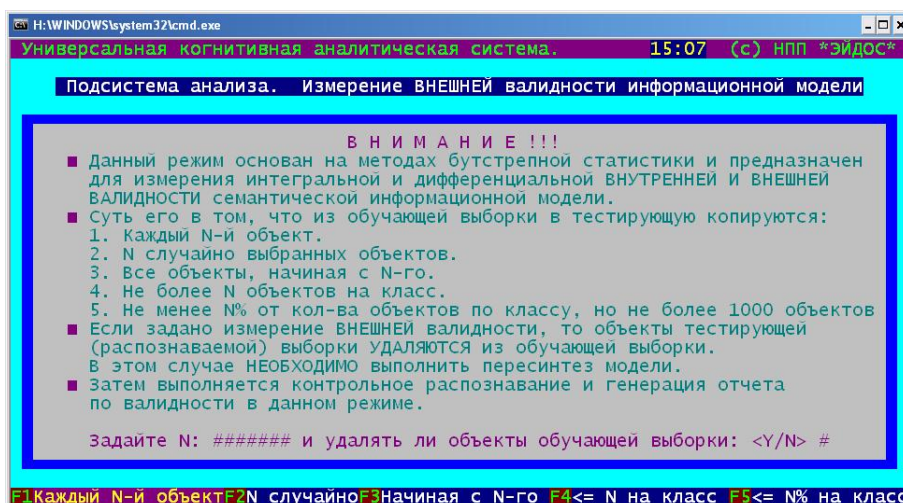 H:\WINDOWS\system32\cmd.exe
Универсальная когнитивная аналитическая система. 15:07 (c) НПП *ЭЙДОС*
Подсистема анализа. Измерение ВНЕШНЕЙ валидности информационной модели
В Н И М А Н И Е !!!
■ Данный режим основан на методах бутстрепной статистики и предназначен
для измерения интегральной и дифференциальной ВНУТРЕННЕЙ И ВНЕШНЕЙ
ВАЛИДНОСТИ семантической информационной модели.
■ Суть его в том, что из обучающей выборки в тестирующую копируются:
1. Каждый N-й объект.
2. N случайно выбранных объектов.
3. Все объекты, начиная с N-го.
4. Не более N объектов на класс.
5. Не менее N% от кол-ва объектов по классу, но не более 1000 объектов
■ Если задано измерение ВНЕШНЕЙ валидности, то объекты тестирующей
(распознаваемой) выборки УДАЛЯЮТСЯ из обучающей выборки.
В этом случае НЕОБХОДИМО выполнить пересинтез модели.
■ Затем выполняется контрольное распознавание и генерация отчета
по валидности в данном режиме.
Задайте N: ####### и удалять ли объекты обучающей выборки: <Y/N> #
F1Каждый N-й объектF2N случайноF3Начиная с N-го F4<= N на класс F5<= N% на класс